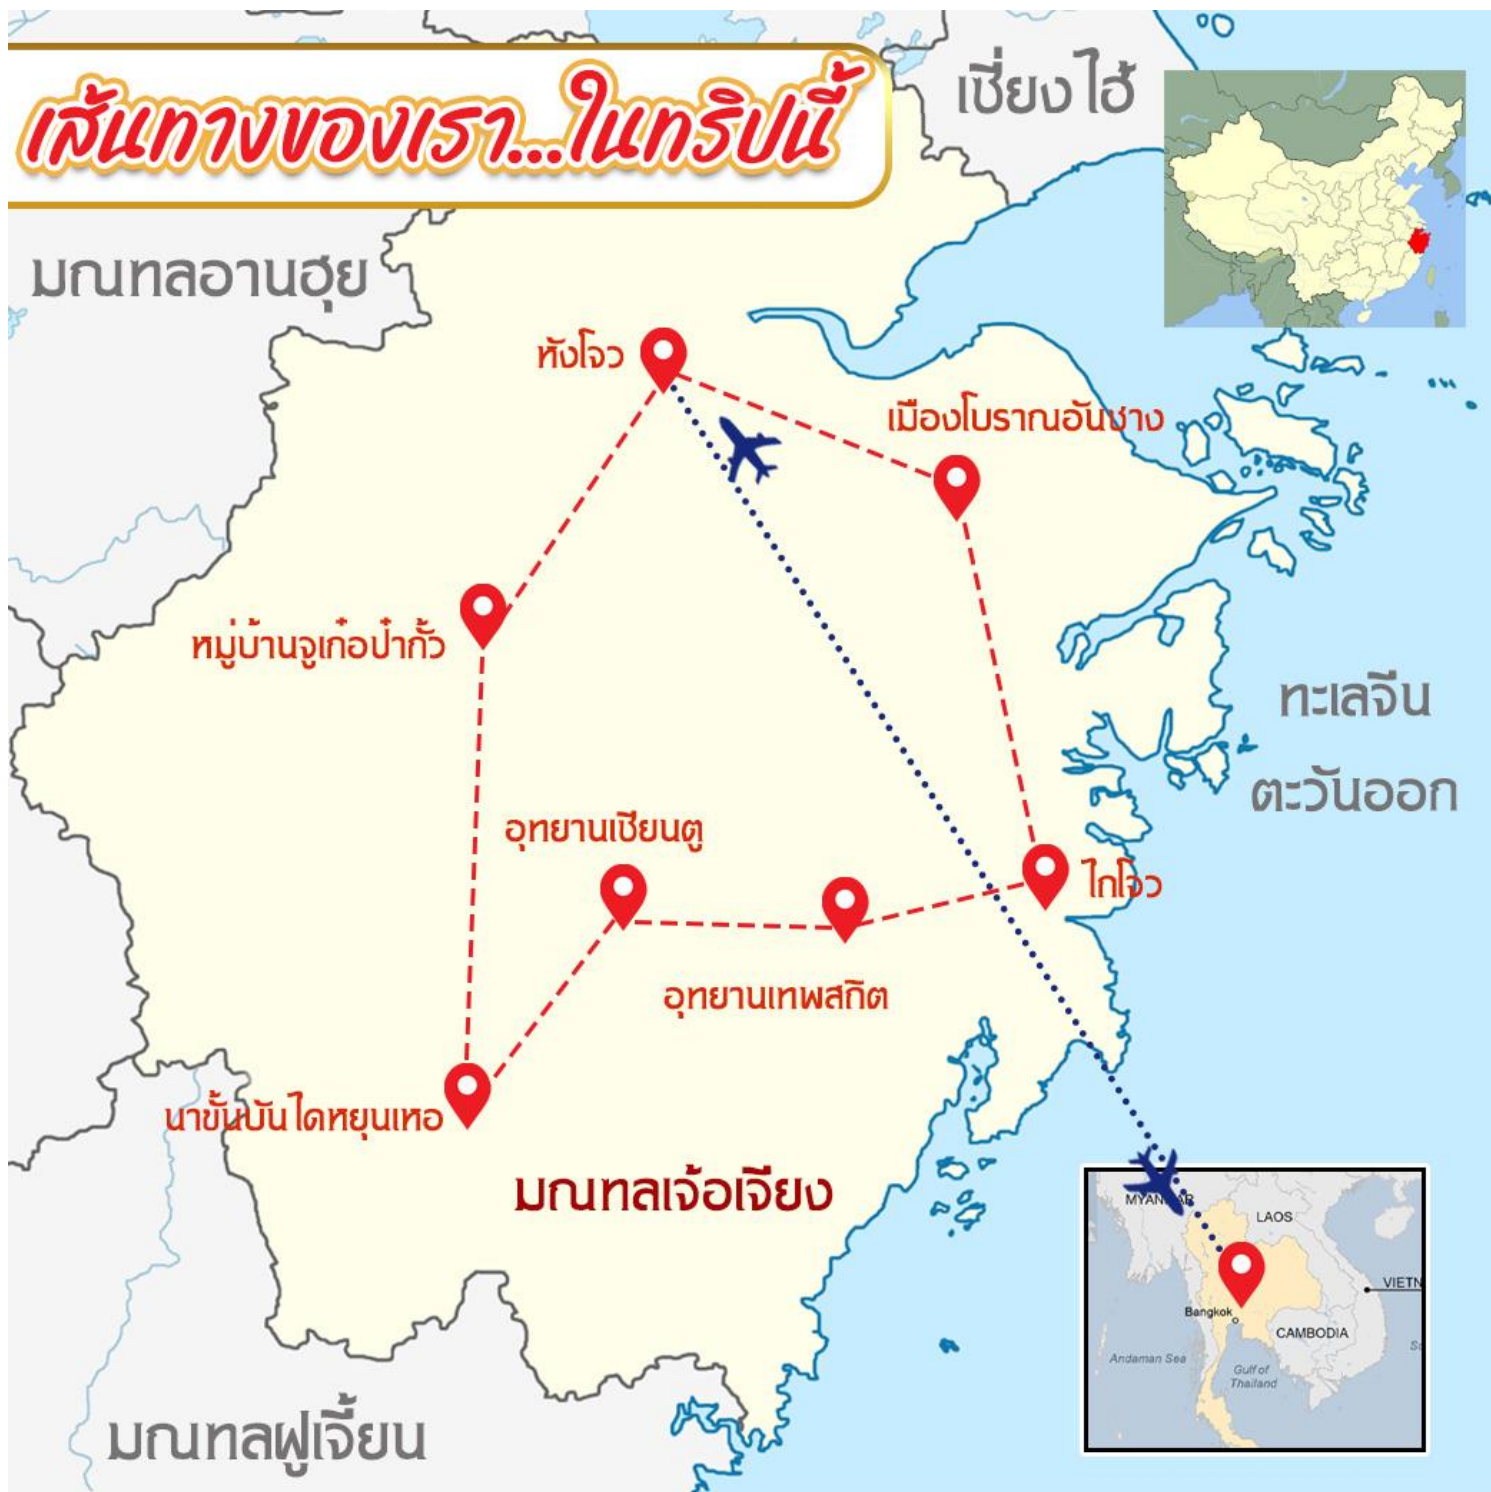 เส้นทางของเรา...ในทริปนี้
เซี่ยงไฮ้
มณฑลอานฮุย
หังโจว
เมืองโบราณอันชาง
หมู่บ้านจูเก๋อป๋ากั้ว
ทะเลจีน
ตะวันออก
อุทยานเซียนตู
ไทโจว
อุทยานเทพสถิต
นาขั้นบันไดหยุนเหอ
มณฑลเจ้อเจียง
MYANMAR
LAOS
VIETN
Bangkok
CAMBODIA
Andaman Sea
Gulf of
Thailand
มณฑลฝูเจี้ยน